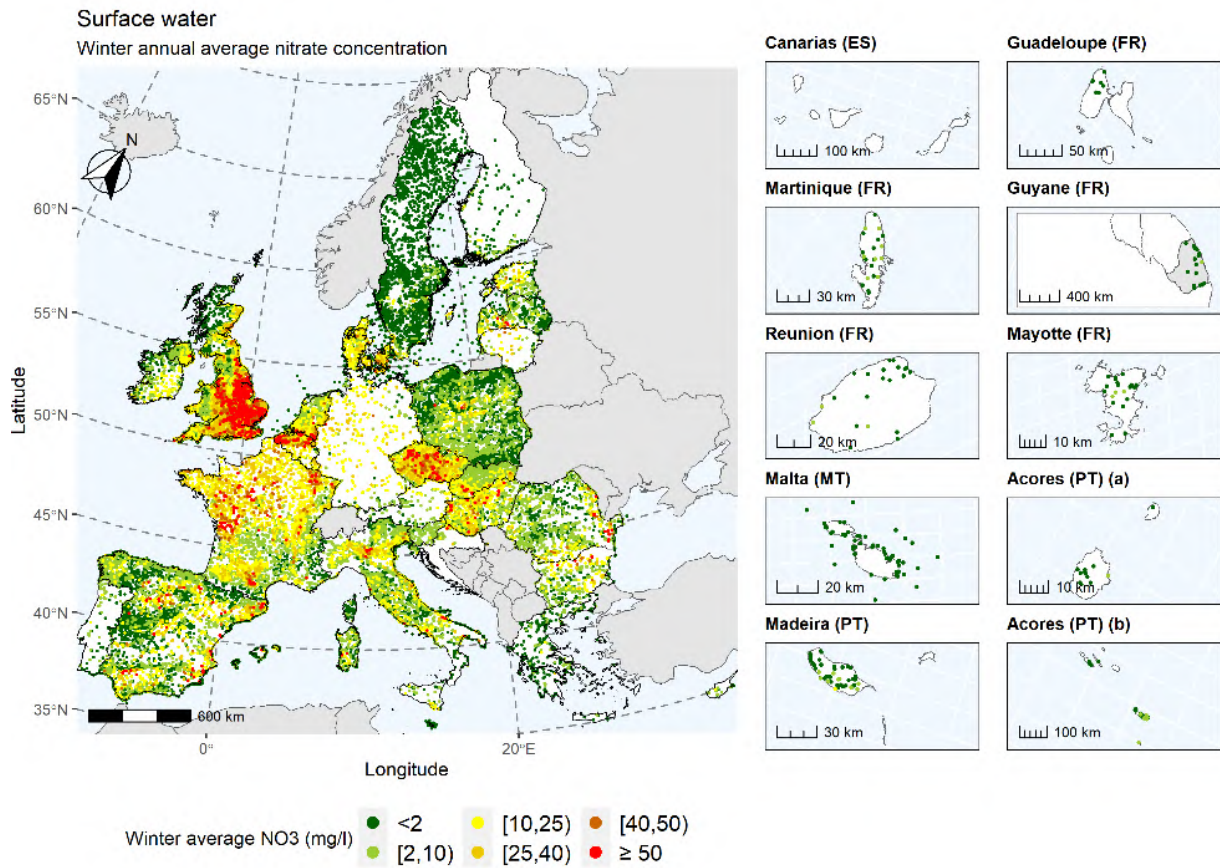 Surface water
Winter annual average nitrate concentration
65°N
60°N
55°N
50°N
45°N
40°N
35°N
Latitude
N
600 km
0°
20°E
Longitude
Canarias (ES)
100 km
Guadeloupe (FR)
50 km
Martinique (FR)
30 km
Guyane (FR)
400 km
Reunion (FR)
20 km
Mayotte (FR)
10 km
Malta (MT)
20 km
Acores (PT) (a)
10 km
Madeira (PT)
30 km
Acores (PT) (b)
100 km
Winter average NO3 (mg/l)
<2
[10,25)
[40,50)
[2,10)
[25,40)
≥ 50